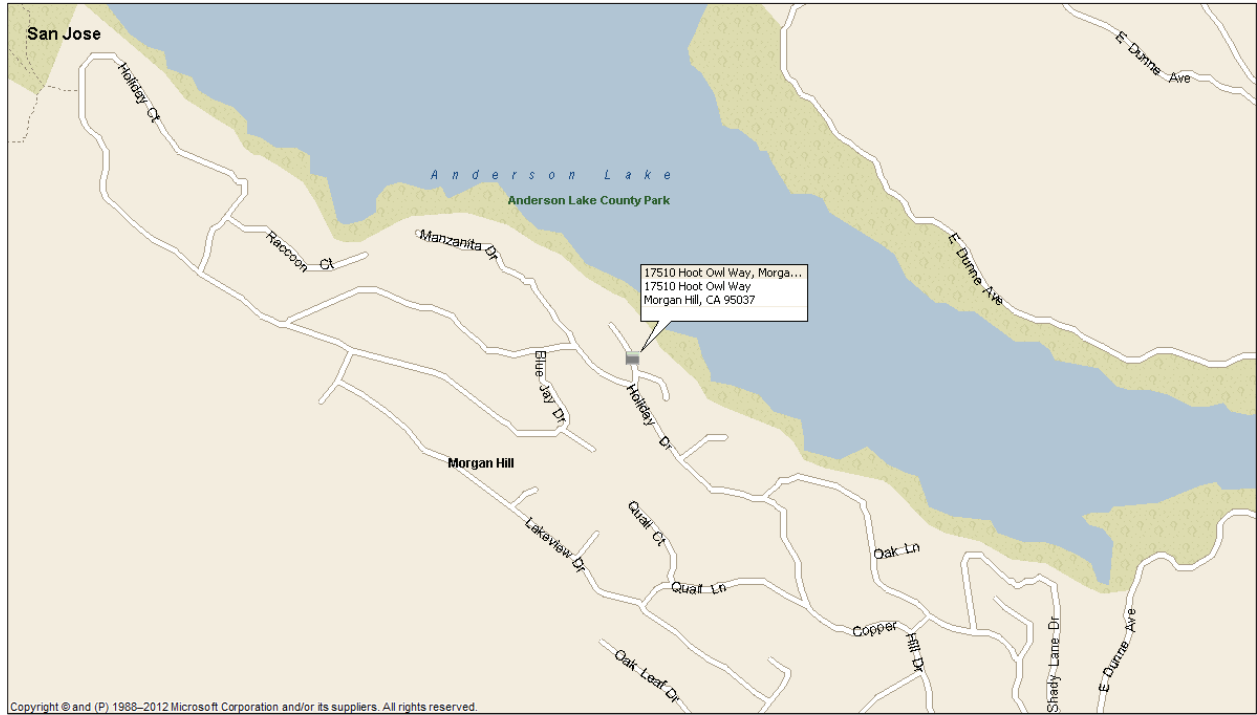 San Jose
Holiday Ct
E Dunne Ave
Anderson Lake
Anderson Lake County Park
Raccoon Ct
Manzanita Dr
E Dunne Ave
17510 Hoot Owl Way, Morga...
17510 Hoot Owl Way
Morgan Hill, CA 95037
Blue Jay Dr
Holiday Dr
Morgan Hill
Lakeview Dr
Quail Ct
Oak Ln
Quail Ln
Copper Hill Dr
Oak Leaf Dr
Shady Lane Dr
E Dunne Ave
Copyright © and (P) 1988–2012 Microsoft Corporation and/or its suppliers. All rights reserved.